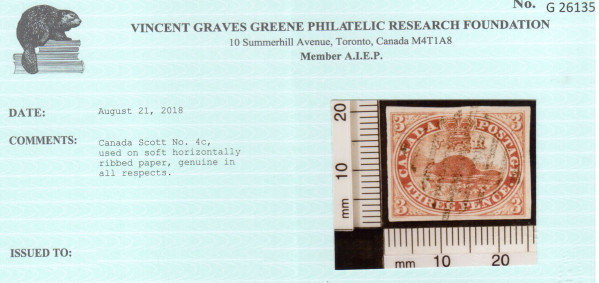 No. G 26135
VINCENT GRAVES GREENE PHILATELIC RESEARCH FOUNDATION
10 Summerhill Avenue, Toronto, Canada M4T1A8
Member A.I.E.P.
DATE: August 21, 2018
COMMENTS: Canada Scott No. 4c,
used on soft horizontally
ribbed paper, genuine in
all respects.
ISSUED TO:
20
10
mm
3 CANADA POSTAGE 3
3 THREE PENCE 3
mm 10 20